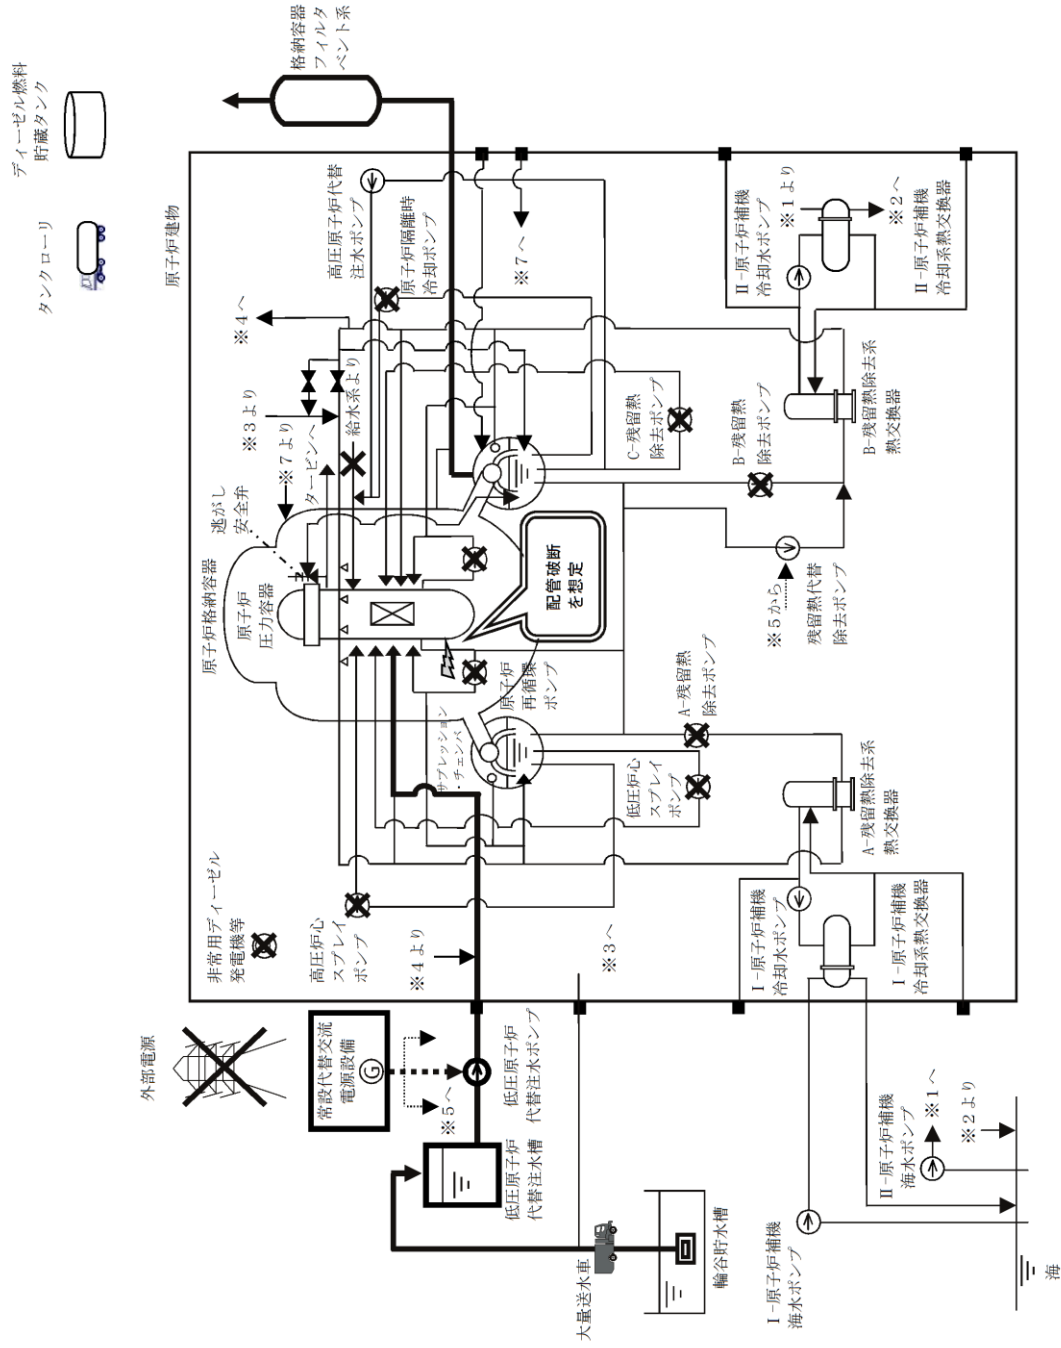 外部電源
常設代替交流
電源設備
G
※5へ
低圧原子炉
代替注水槽
低圧原子炉
代替注水ポンプ
大量送水車
輪谷貯水槽
Ⅰ-原子炉補機
海水ポンプ
Ⅱ-原子炉補機
海水ポンプ
※1へ
※2より
海
非常用ディーゼル
発電機等
高圧炉心
スプレイ
ポンプ
※4より
※3へ
Ⅰ-原子炉補機
冷却水ポンプ
Ⅰ-原子炉補機
冷却系熱交換器
サプレッション
・チェンバ
低圧炉心
スプレイ
ポンプ
A-残留熱
除去ポンプ
A-残留熱除去系
熱交換器
原子炉格納容器
原子炉
圧力容器
逃がし
安全弁
原子炉
再循環
ポンプ
配管破断
を想定
※5から
残留熱代替
除去ポンプ
※3より
※7より
タービンへ
給水系より
※4へ
C-残留熱
除去ポンプ
B-残留熱
除去ポンプ
B-残留熱除去系
熱交換器
原子炉建物
高圧原子炉代替
注水ポンプ
原子炉隔離時
冷却ポンプ
※7へ
Ⅱ-原子炉補機
冷却水ポンプ
※1より
※2へ
Ⅱ-原子炉補機
冷却系熱交換器
タンクローリ
ディーゼル燃料
貯蔵タンク
格納容器
フィルタ
ベント系